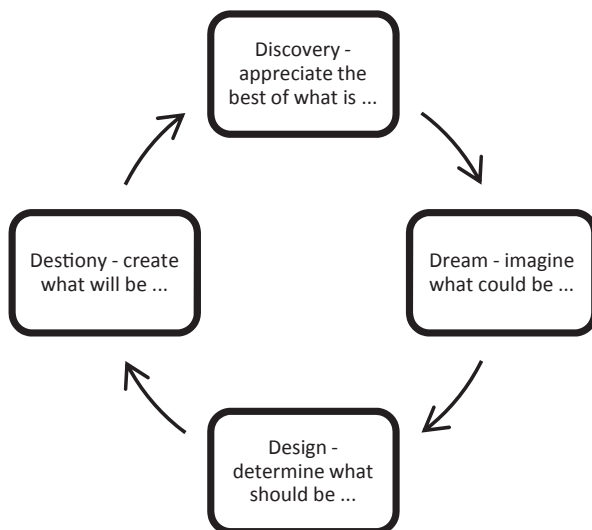 Discovery -
appreciate the
best of what is ...
Dream - imagine
what could be ...
Design -
determine what
should be ...
Destiony - create
what will be ...